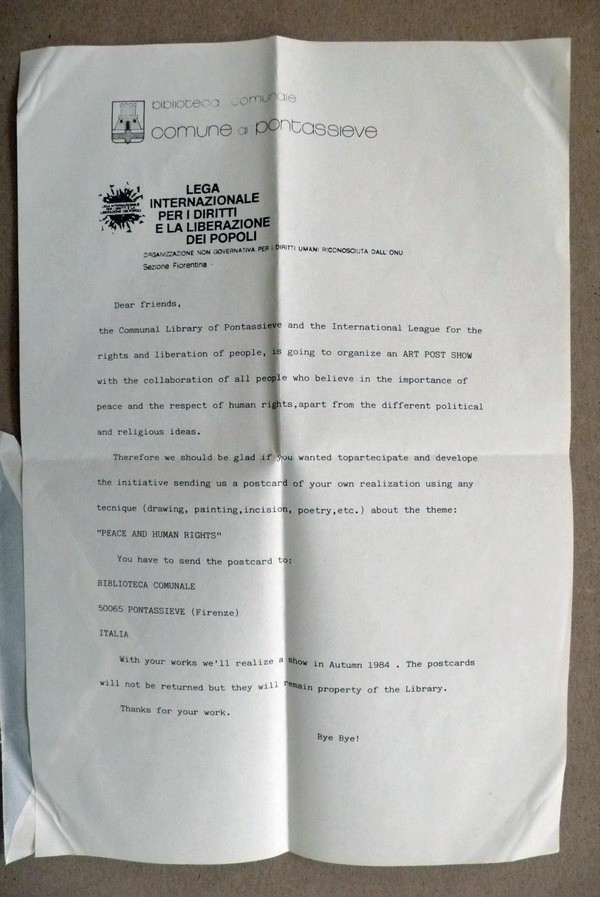 biblioteca comunale
comune di pontassieve
LEGA
INTERNAZIONALE
PER I DIRITTI
E LA LIBERAZIONE
DEI POPOLI
ORGANIZZAZIONE NON GOVERNATIVA PER I DIRITTI UMANI RICONOSCIUTA DALL'ONU
Sezione Fiorentina -
Dear friends,
the Communal Library of Pontassieve and the International League for the
rights and liberation of people, is going to organize an ART POST SHOW
with the collaboration of all people who believe in the importance of
peace and the respect of human rights,apart from the different political
and religious ideas.
Therefore we should be glad if you wanted topartecipate and develope
the initiative sending us a postcard of your own realization using any
tecnique (drawing, painting,incision, poetry,etc.) about the theme:
"PEACE AND HUMAN RIGHTS"
You have to send the postcard to:
BIBLIOTECA COMUNALE
50065 PONTASSIEVE (Firenze)
ITALIA
With your works we'll realize a show in Autumn 1984 . The postcards
will not be returned but they will remain property of the Library.
Thanks for your work.
Bye Bye!